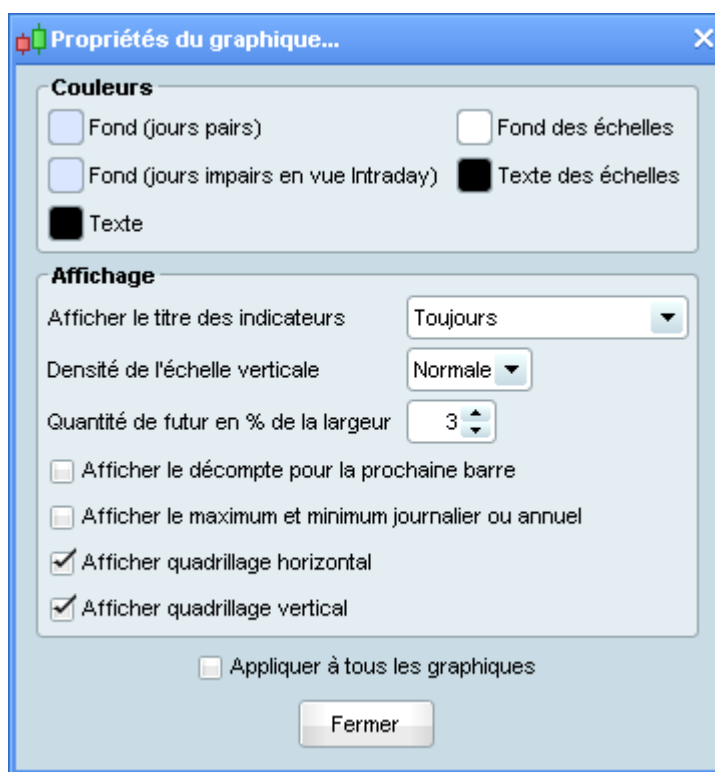 Propriétés du graphique...
Couleurs
Fond (jours pairs)
Fond des échelles
Fond (jours impairs en vue Intraday)
Texte des échelles
Texte
Affichage
Afficher le titre des indicateurs Toujours
Densité de l'échelle verticale Normale
Quantité de futur en % de la largeur 3
Afficher le décompte pour la prochaine barre
Afficher le maximum et minimum journalier ou annuel
Afficher quadrillage horizontal
Afficher quadrillage vertical
Appliquer à tous les graphiques
Fermer